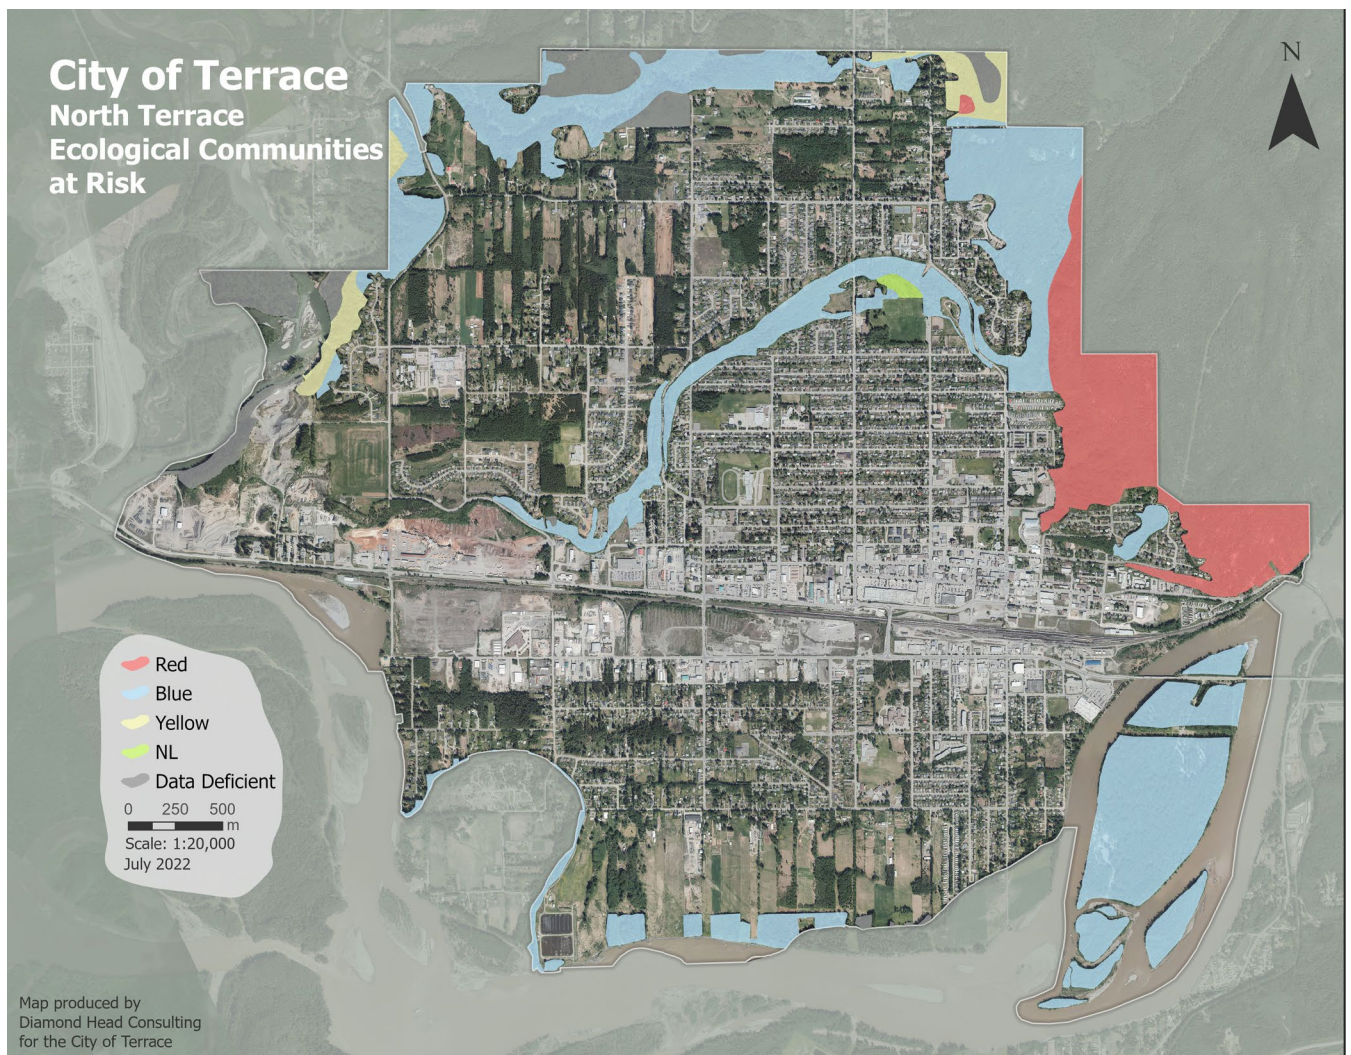 City of Terrace
North Terrace
Ecological Communities
at Risk
N
Red
Blue
Yellow
NL
Data Deficient
0 250 500
m
Scale: 1:20,000
July 2022
Map produced by
Diamond Head Consulting
for the City of Terrace